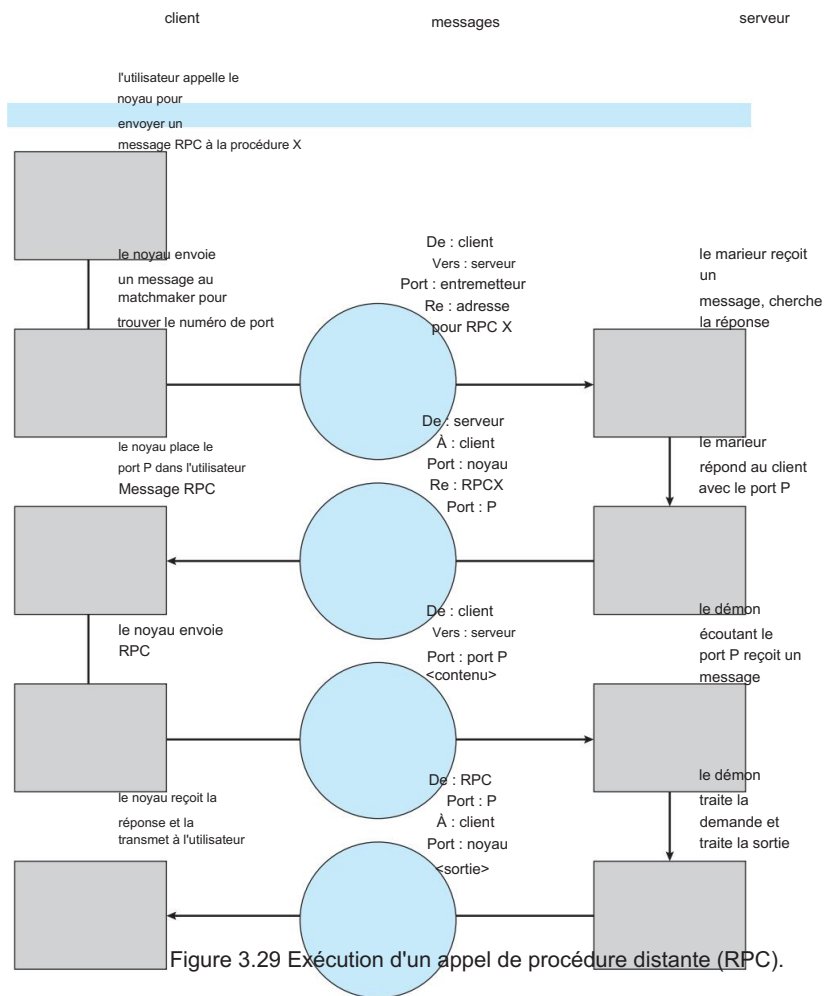 client
messages
serveur
l'utilisateur appelle le
noyau pour
envoyer un
message RPC à la procédure X
le noyau envoie
un message au
matchmaker pour
trouver le numéro de port
De : client
Vers : serveur
Port : entremetteur
Re : adresse
pour RPC X
le marieur reçoit
un
message, cherche
la réponse
le noyau place le
port P dans l'utilisateur
Message RPC
De : serveur
À : client
Port : noyau
Re : RPCX
Port : P
le marieur
répond au client
avec le port P
le noyau envoie
RPC
De : client
Vers : serveur
Port : port P
<contenu>
le démon
écoutant le
port P reçoit un
message
le noyau reçoit la
réponse et la
transmet à l'utilisateur
De : RPC
Port : P
À : client
Port : noyau
<sortie>
le démon
traite la
demande et
traite la sortie
Figure 3.29 Exécution d'un appel de procédure distante (RPC).